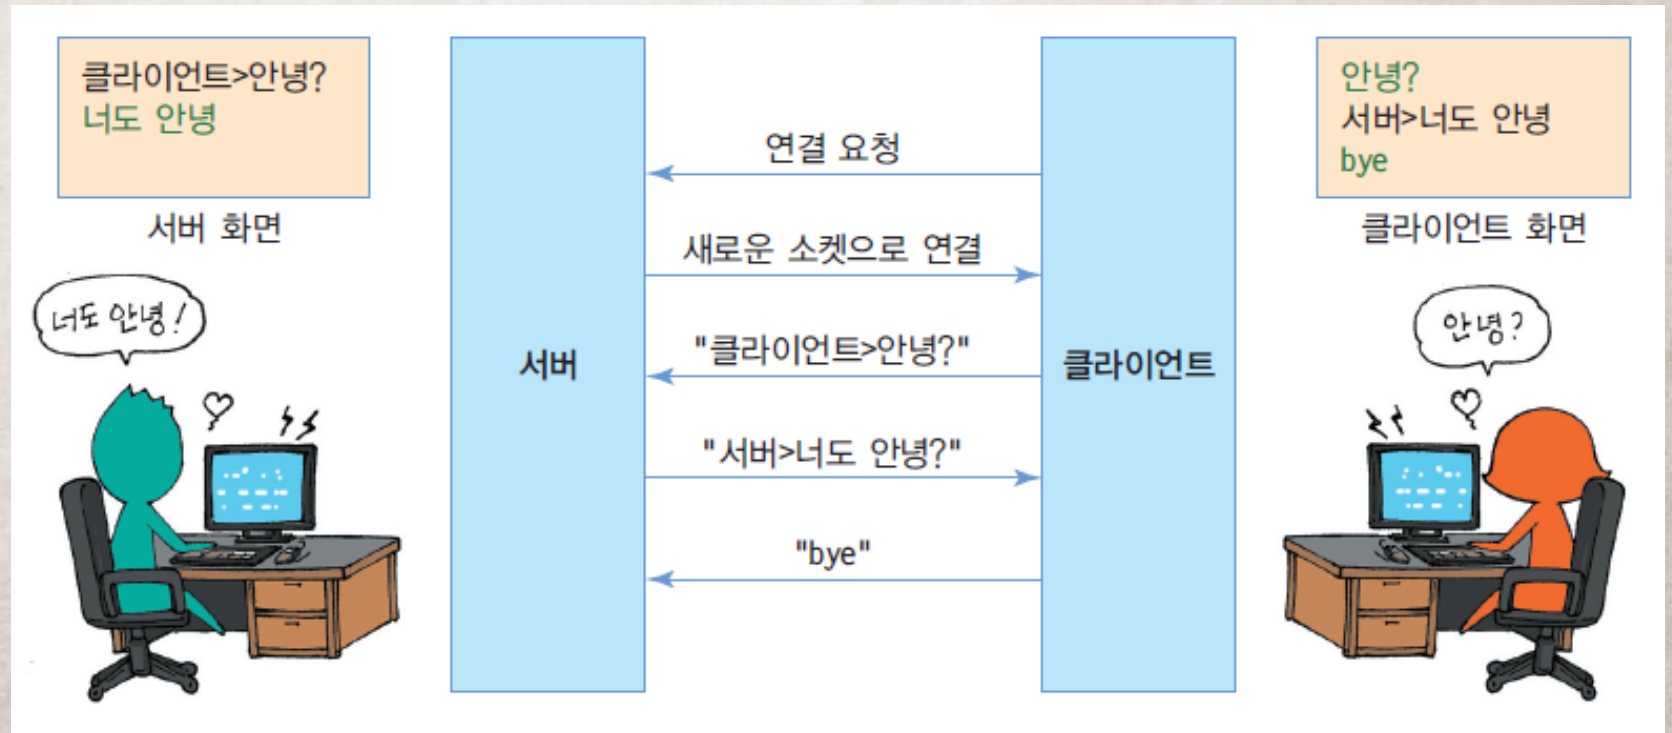 클라이언트>안녕?
너도 안녕
서버 화면
너도 안녕!
서버
연결 요청
새로운 소켓으로 연결
"클라이언트>안녕?"
"서버>너도 안녕?"
"bye"
클라이언트
안녕?
서버>너도 안녕
bye
클라이언트 화면
안녕?